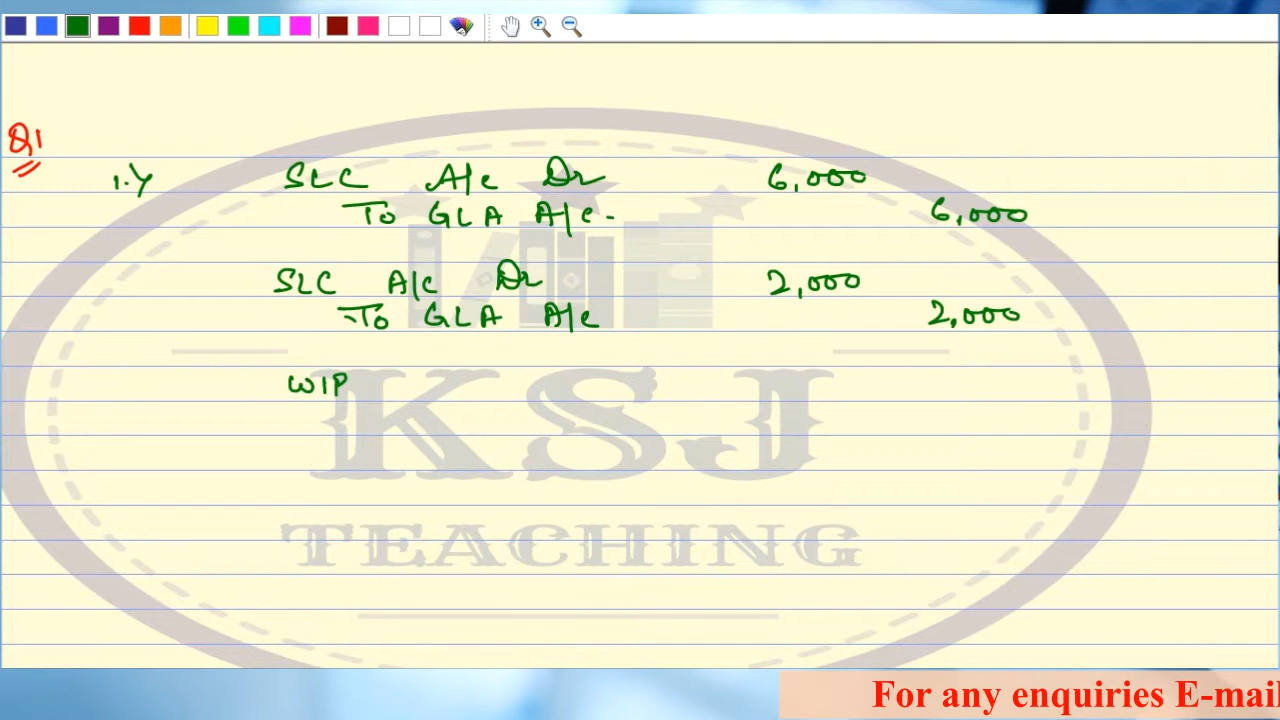 Q1
1.) SLC A/c Dr 6,000
To GLA A/c. 6,000
SLC A/c Dr 2,000
To GLA A/c 2,000
WIP
KSJ
TEACHING
For any enquiries E-mail